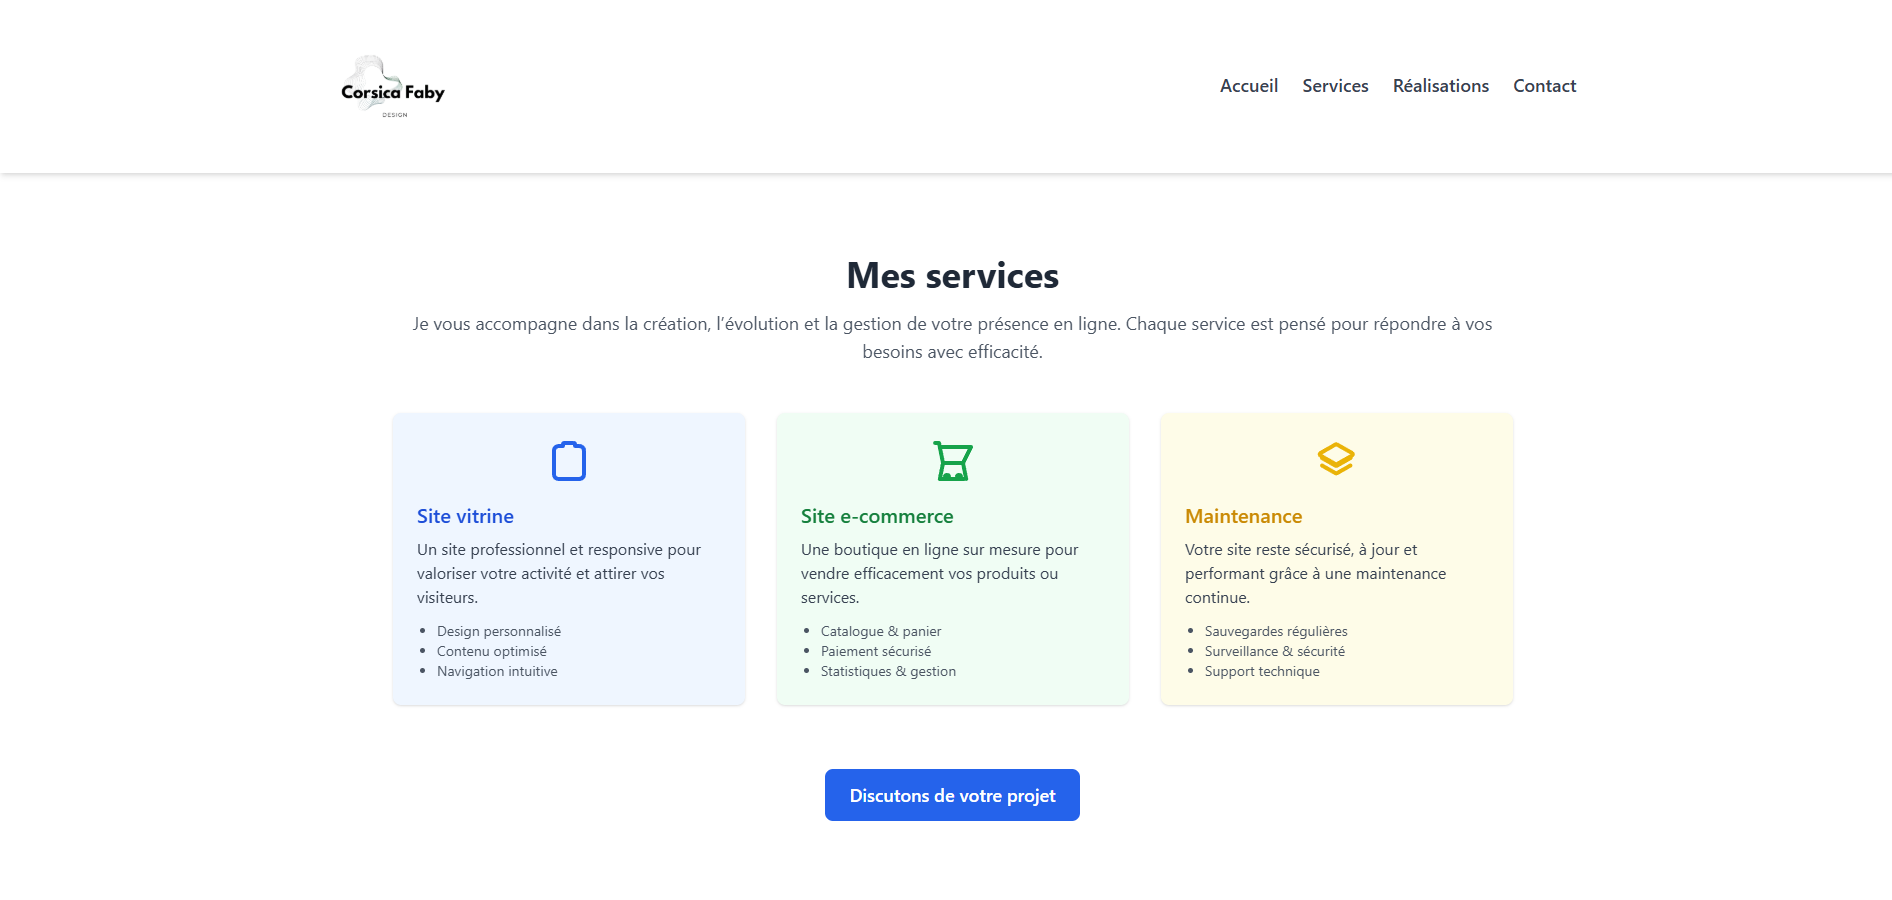 Corsica Faby
DESIGN
Accueil Services Réalisations Contact
Mes services
Je vous accompagne dans la création, l’évolution et la gestion de votre présence en ligne. Chaque service est pensé pour répondre à vos
besoins avec efficacité.
Site vitrine
Un site professionnel et responsive pour
valoriser votre activité et attirer vos
visiteurs.
Design personnalisé
Contenu optimisé
Navigation intuitive
Site e-commerce
Une boutique en ligne sur mesure pour
vendre efficacement vos produits ou
services.
Catalogue & panier
Paiement sécurisé
Statistiques & gestion
Maintenance
Votre site reste sécurisé, à jour et
performant grâce à une maintenance
continue.
Sauvegardes régulières
Surveillance & sécurité
Support technique
Discutons de votre projet